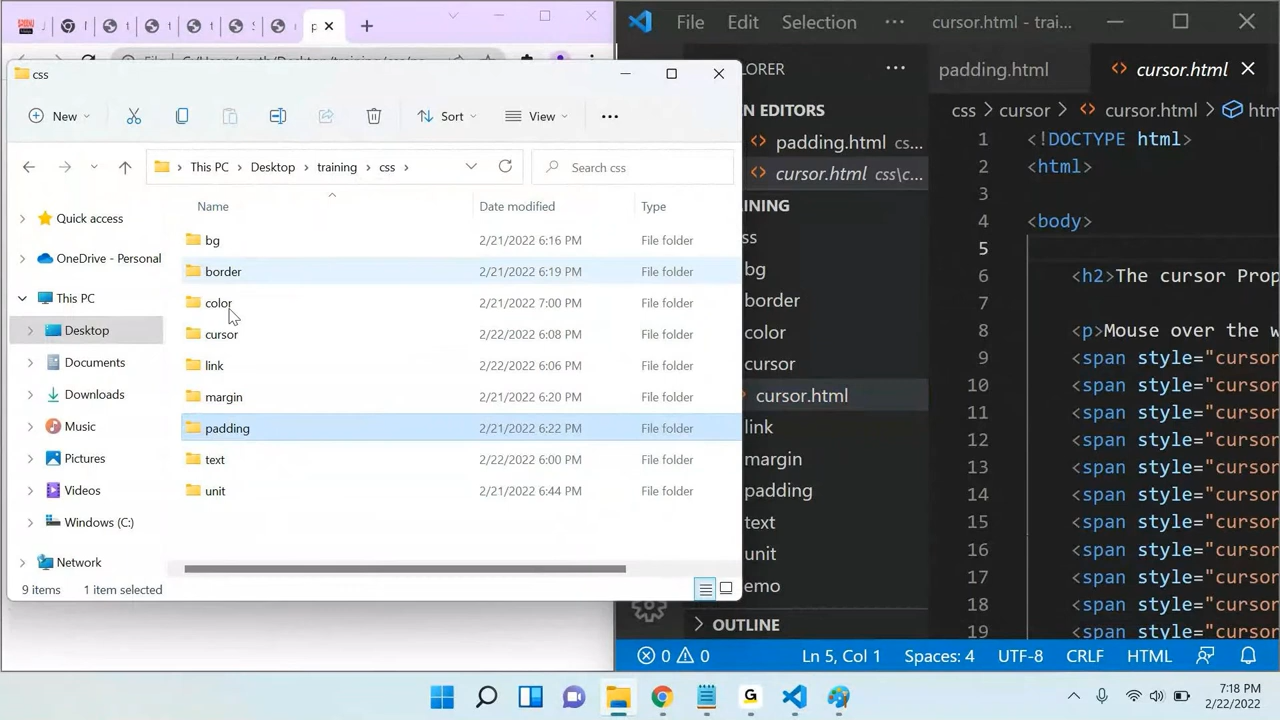 File Edit Selection ··· cursor.html - trai...
css
LORER ···
padding.html cursor.html
New Sort View ···
N EDITORS
css > cursor > cursor.html > htm
padding.html cs...
cursor.html css\c...
This PC > Desktop > training > css >
Search css
INING
Name Date modified Type
Quick access
OneDrive - Personal
This PC
Desktop
Documents
Downloads
Music
Pictures
Videos
Windows (C:)
Network
bg 2/21/2022 6:16 PM File folder
border 2/21/2022 6:19 PM File folder
color 2/21/2022 7:00 PM File folder
cursor 2/22/2022 6:08 PM File folder
link 2/22/2022 6:06 PM File folder
margin 2/21/2022 6:20 PM File folder
padding 2/21/2022 6:22 PM File folder
text 2/22/2022 6:00 PM File folder
unit 2/21/2022 6:44 PM File folder
9 items 1 item selected
ss
bg
border
color
cursor
cursor.html
link
margin
padding
text
unit
emo
OUTLINE
1 <!DOCTYPE html>
2 <html>
3
4 <body>
5
6 <h2>The cursor Prop
7
8 <p>Mouse over the w
9 <span style="cursor
10 <span style="cursor
11 <span style="cursor
12 <span style="cursor
13 <span style="cursor
14 <span style="cursor
15 <span style="cursor
16 <span style="cursor
17 <span style="cursor
18 <span style="cursor
19 <span style="cursor
0 0 Ln 5, Col 1 Spaces: 4 UTF-8 CRLF HTML
7:18 PM
2/22/2022